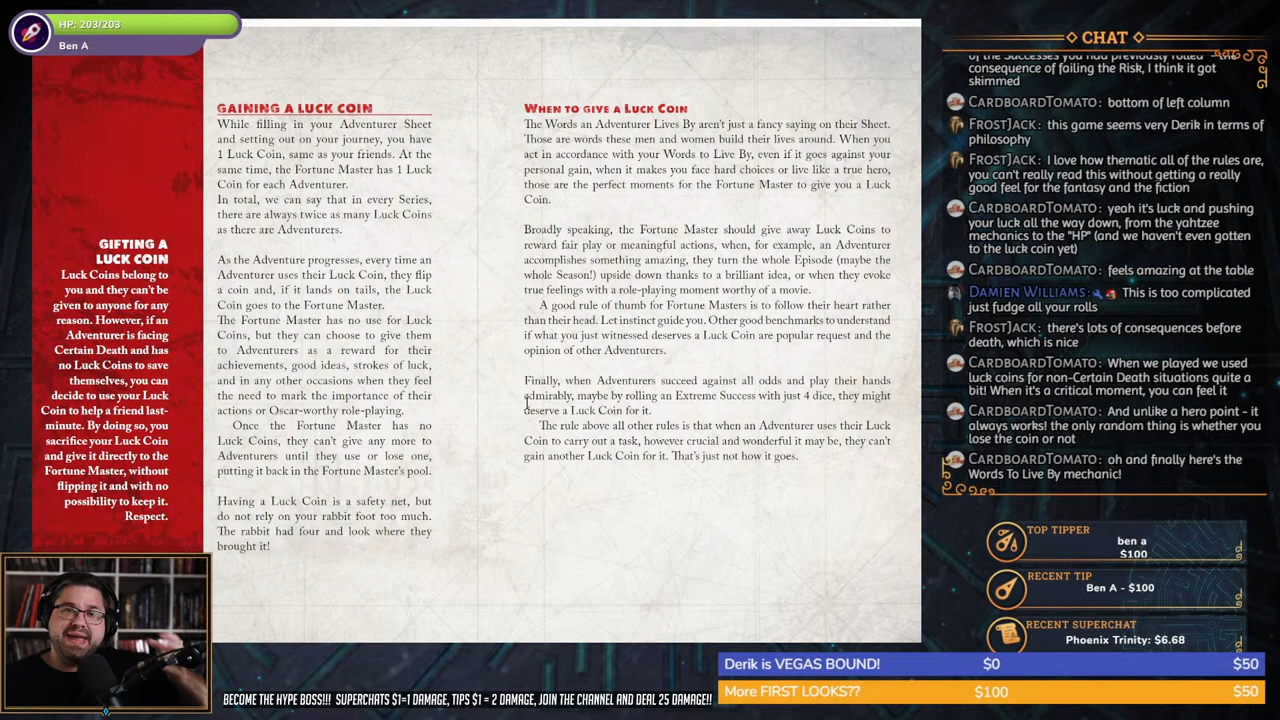 HP: 203/203
Ben A
GIFTING A
LUCK COIN
Luck Coins belong to
you and they can't be
given to anyone for any
reason. However, if an
Adventurer is facing
Certain Death and has
no Luck Coins to save
themselves, you can
decide to use your Luck
Coin to help a friend last-
minute. By doing so, you
sacrifice your Luck Coin
and give it directly to the
Fortune Master, without
flipping it and with no
possibility to keep it.
Respect.
GAINING A LUCK COIN
While filling in your Adventurer Sheet
and setting out on your journey, you have
1 Luck Coin, same as your friends. At the
same time, the Fortune Master has 1 Luck
Coin for each Adventurer.
In total, we can say that in every Series,
there are always twice as many Luck Coins
as there are Adventurers.
As the Adventure progresses, every time an
Adventurer uses their Luck Coin, they flip
a coin and, if it lands on tails, the Luck
Coin goes to the Fortune Master.
The Fortune Master has no use for Luck
Coins, but they can choose to give them
to Adventurers as a reward for their
achievements, good ideas, strokes of luck,
and in any other occasions when they feel
the need to mark the importance of their
actions or Oscar-worthy role-playing.
Once the Fortune Master has no
Luck Coins, they can't give any more to
Adventurers until they use or lose one,
putting it back in the Fortune Master's pool.
Having a Luck Coin is a safety net, but
do not rely on your rabbit foot too much.
The rabbit had four and look where they
brought it!
WHEN TO GIVE A LUCK COIN
The Words an Adventurer Lives By aren't just a fancy saying on their Sheet.
Those are words these men and women build their lives around. When you
act in accordance with your Words to Live By, even if it goes against your
personal gain, when it makes you face hard choices or live like a true hero,
those are the perfect moments for the Fortune Master to give you a Luck
Coin.
Broadly speaking, the Fortune Master should give away Luck Coins to
reward fair play or meaningful actions, when, for example, an Adventurer
accomplishes something amazing, they turn the whole Episode (maybe the
whole Season!) upside down thanks to a brilliant idea, or when they evoke
true feelings with a role-playing moment worthy of a movie.
A good rule of thumb for Fortune Masters is to follow their heart rather
than their head. Let instinct guide you. Other good benchmarks to understand
if what you just witnessed deserves a Luck Coin are popular request and the
opinion of other Adventurers.
Finally, when Adventurers succeed against all odds and play their hands
admirably, maybe by rolling an Extreme Success with just 4 dice, they might
deserve a Luck Coin for it.
The rule above all other rules is that when an Adventurer uses their Luck
Coin to carry out a task, however crucial and wonderful it may be, they can't
gain another Luck Coin for it. That's just not how it goes.
CHAT
of the Successes you had previously rolled - the
consequence of failing the Risk, I think it got
skimmed
CARDBOARDTOMATO: bottom of left column
FROSTJACK: this game seems very Derik in terms of
philosophy
FROSTJACK: I love how thematic all of the rules are,
you can't really read this without getting a really
good feel for the fantasy and the fiction
CARDBOARDTOMATO: yeah it's luck and pushing
your luck all the way down, from the yahtzee
mechanics to the "HP" (and we haven't even gotten
to the luck coin yet)
CARDBOARDTOMATO: feels amazing at the table
DAMIEN WILLIAMS: This is too complicated
just fudge all your rolls
FROSTJACK: there's lots of consequences before
death, which is nice
CARDBOARDTOMATO: When we played we used
luck coins for non-Certain Death situations quite a
bit! When it's a critical moment, you can feel it
CARDBOARDTOMATO: And unlike a hero point - it
always works! the only random thing is whether you
lose the coin or not
CARDBOARDTOMATO: oh and finally here's the
Words To Live By mechanic!
TOP TIPPER
ben a
$100
RECENT TIP
Ben A - $100
RECENT SUPERCHAT
Phoenix Trinity: $6.68
Derik is VEGAS BOUND! $0 $50
More FIRST LOOKS?? $100 $50
BECOME THE HYPE BOSS!!! SUPERCHATS $1=1 DAMAGE, TIPS $1 = 2 DAMAGE, JOIN THE CHANNEL AND DEAL 25 DAMAGE!!